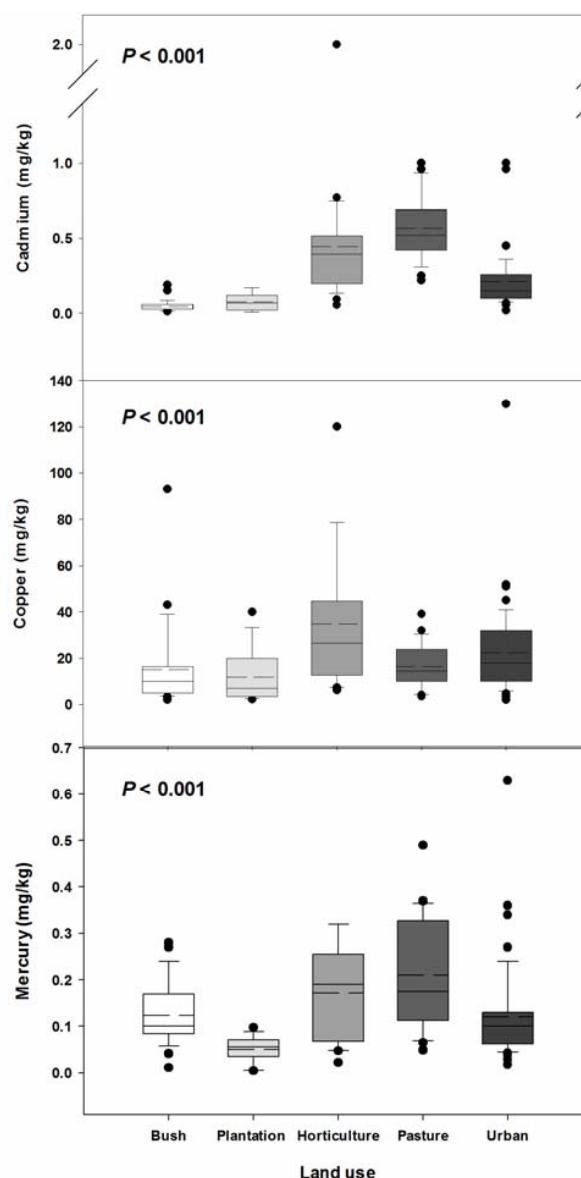 2.0
P < 0.001
1.0
0.5
0.0
Cadmium (mg/kg)
140
P < 0.001
120
100
80
60
40
20
0
Copper (mg/kg)
0.7
P < 0.001
0.6
0.5
0.4
0.3
0.2
0.1
0.0
Mercury (mg/kg)
Bush Plantation Horticulture Pasture Urban
Land use